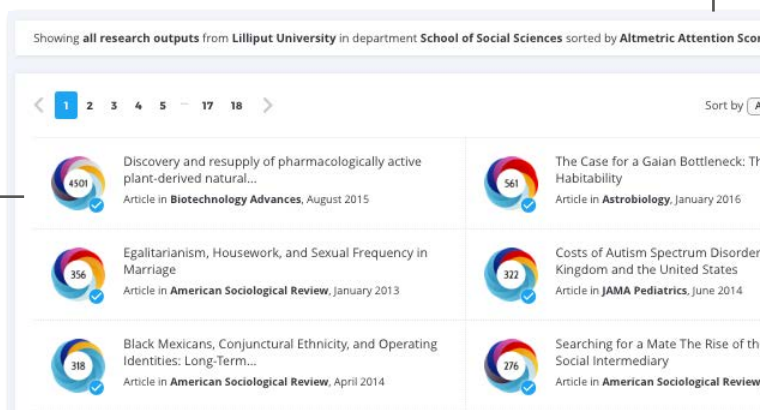 Showing all research outputs from Lilliput University in department School of Social Sciences sorted by Altmetric Attention
1 2 3 4 5 – 17 18
Sort by
4501
Discovery and resupply of pharmacologically active
plant-derived natural...
Article in Biotechnology Advances, August 2015
561
The Case for a Gaian Bottleneck:
Habitability
Article in Astrobiology, January 2016
356
Egalitarianism, Housework, and Sexual Frequency in
Marriage
Article in American Sociological Review, January 2013
322
Costs of Autism Spectrum Disorder
Kingdom and the United States
Article in JAMA Pediatrics, June 2014
318
Black Mexicans, Conjunctural Ethnicity, and Operating
Identities: Long-Term...
Article in American Sociological Review, April 2014
276
Searching for a Mate The Rise of
Social Intermediary
Article in American Sociological Review